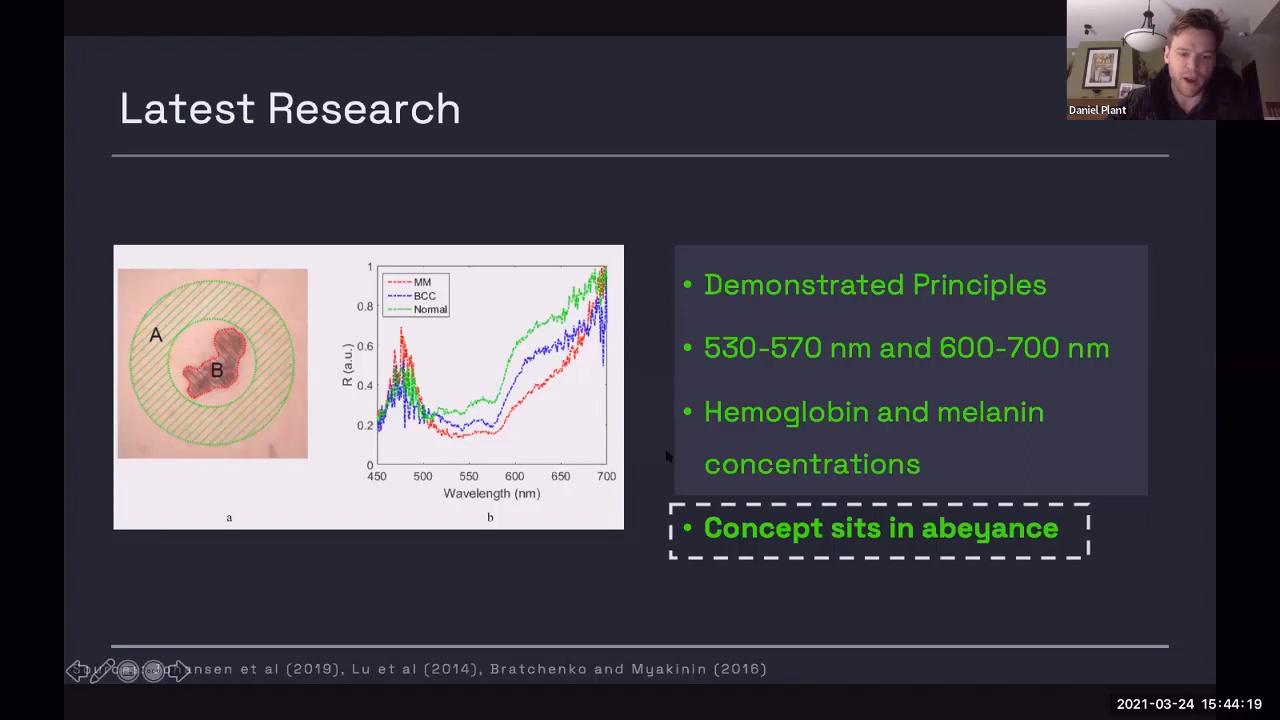 Daniel Plant
Latest Research
A
B
a
MM
BCC
Normal
1
0.8
0.6
0.4
0.2
0
R (a.u.)
450 500 550 600 650 700
Wavelength (nm)
b
• Demonstrated Principles
• 530-570 nm and 600-700 nm
• Hemoglobin and melanin
concentrations
• Concept sits in abeyance
et al (2019), Lu et al (2014), Bratchenko and Myakinin (2016)
2021-03-24 15:44:19